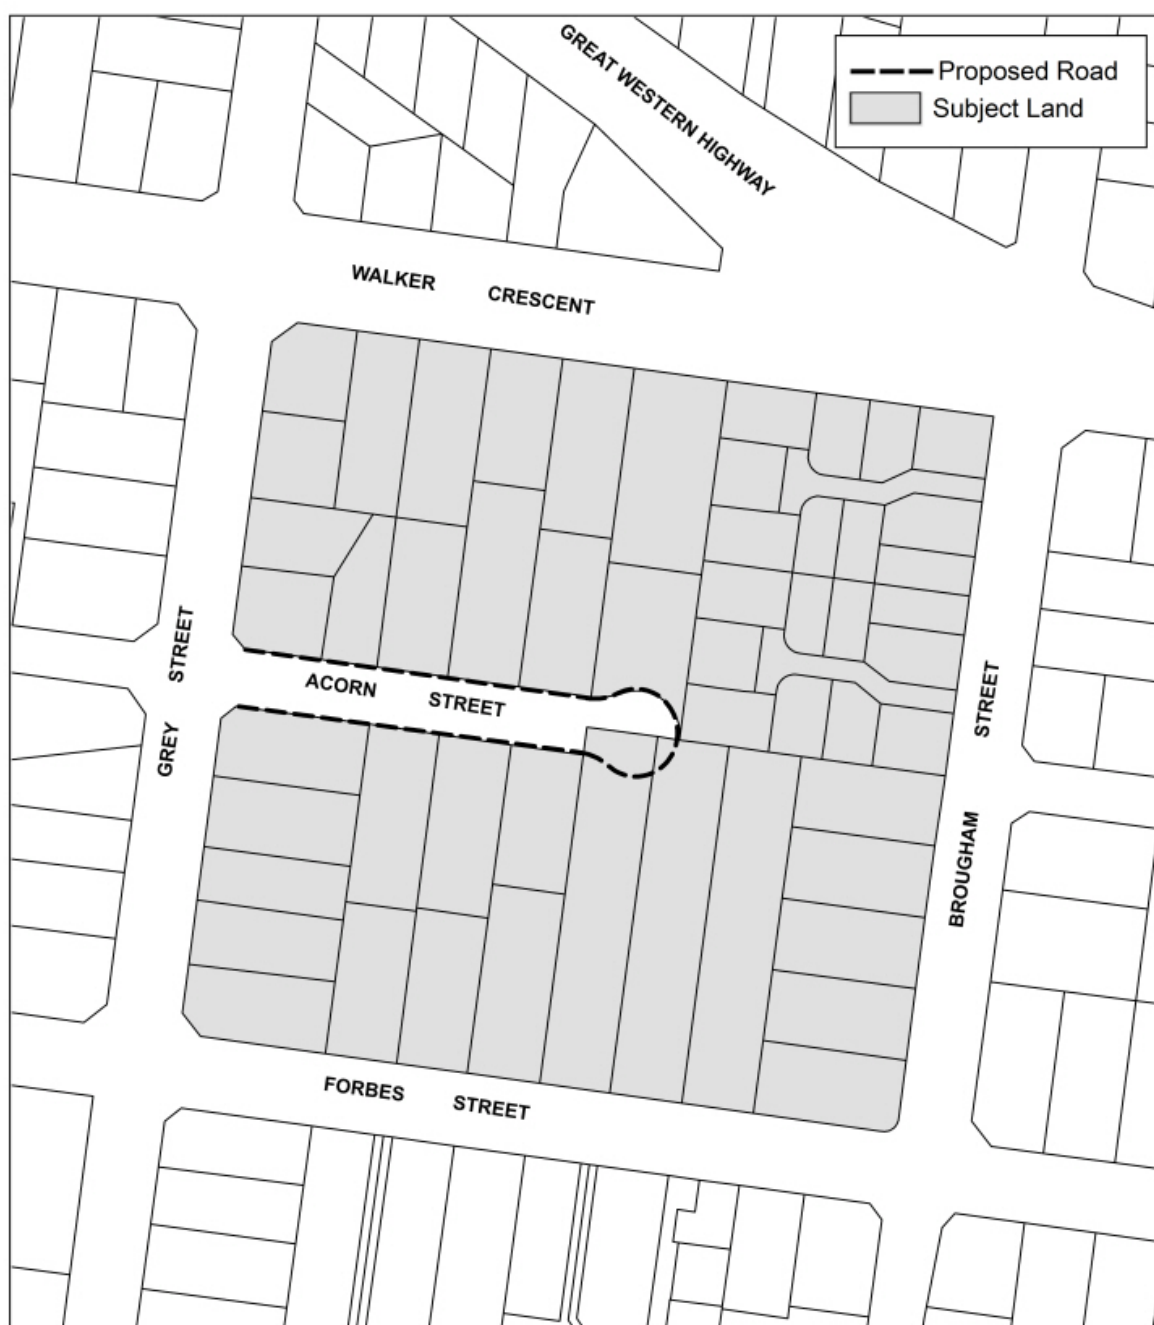 GREAT WESTERN HIGHWAY
Proposed Road
Subject Land
WALKER CRESCENT
ACORN STREET
GREY STREET
BROUGHAM STREET
FORBES STREET